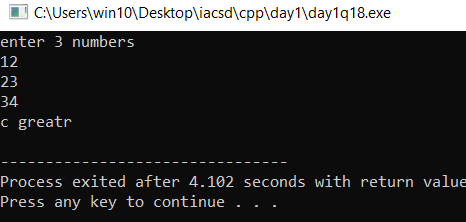 C:\Users\win10\Desktop\iacsd\cpp\day1\day1q18.exe
enter 3 numbers
12
23
34
c greatr
--------------------------------
Process exited after 4.102 seconds with return value
Press any key to continue . . .